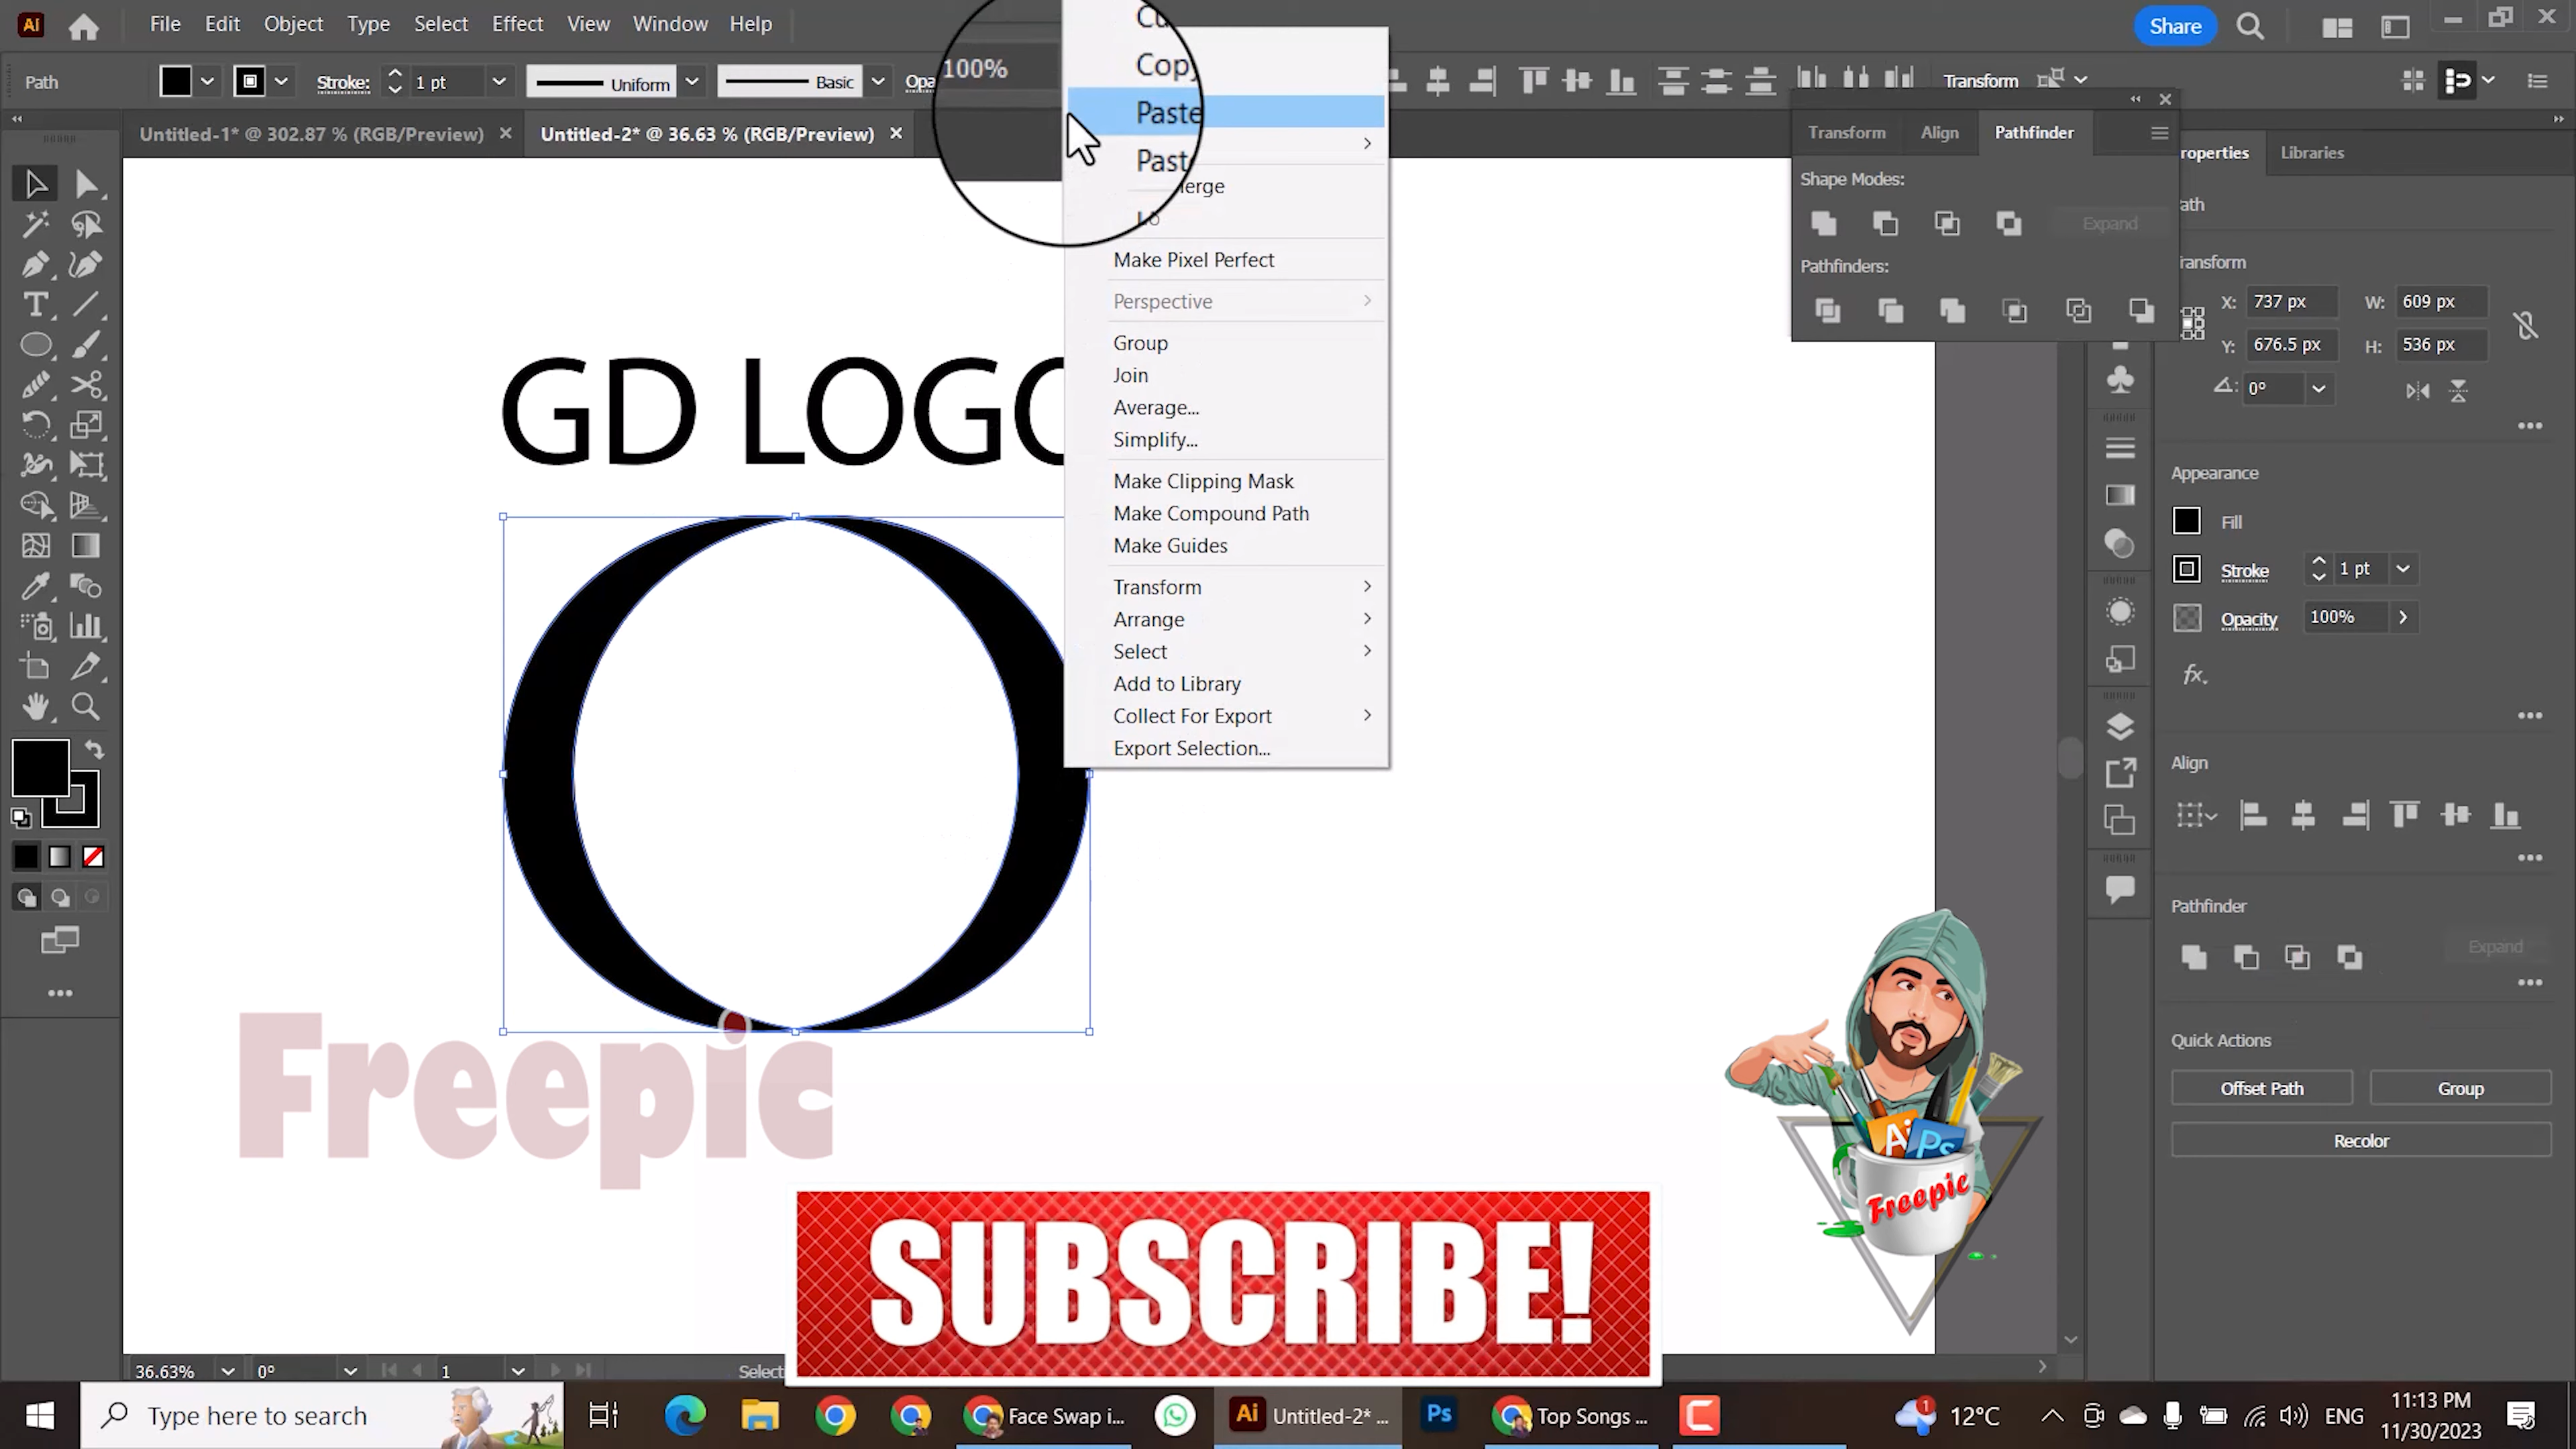 Ai File Edit Object Type Select Effect View Window Help Share
Path Stroke: 1 pt Uniform Basic 100% Transform
Untitled-1* @ 302.87 % (RGB/Preview) × Untitled-2* @ 36.63 % (RGB/Preview) ×
Copy
Paste
Make Pixel Perfect
Perspective
Group
Join
Average...
Simplify...
Make Clipping Mask
Make Compound Path
Make Guides
Transform
Arrange
Select
Add to Library
Collect For Export
Export Selection...
Transform Align Pathfinder
Shape Modes:
Expand
Pathfinders:
Libraries
X: 737 px W: 609 px
Y: 676.5 px H: 536 px
0°
Appearance
Fill
Stroke 1 pt
Opacity 100%
fx.
Align
Pathfinder
Expand
Quick Actions
Offset Path Group
Recolor
GD LOGO
Freepic
Ai Ps
Freepic
SUBSCRIBE!
36.63% 0° 1
Type here to search Face Swap i... Ai Untitled-2* ... Ps Top Songs ... 1 12°C ENG 11:13 PM
11/30/2023